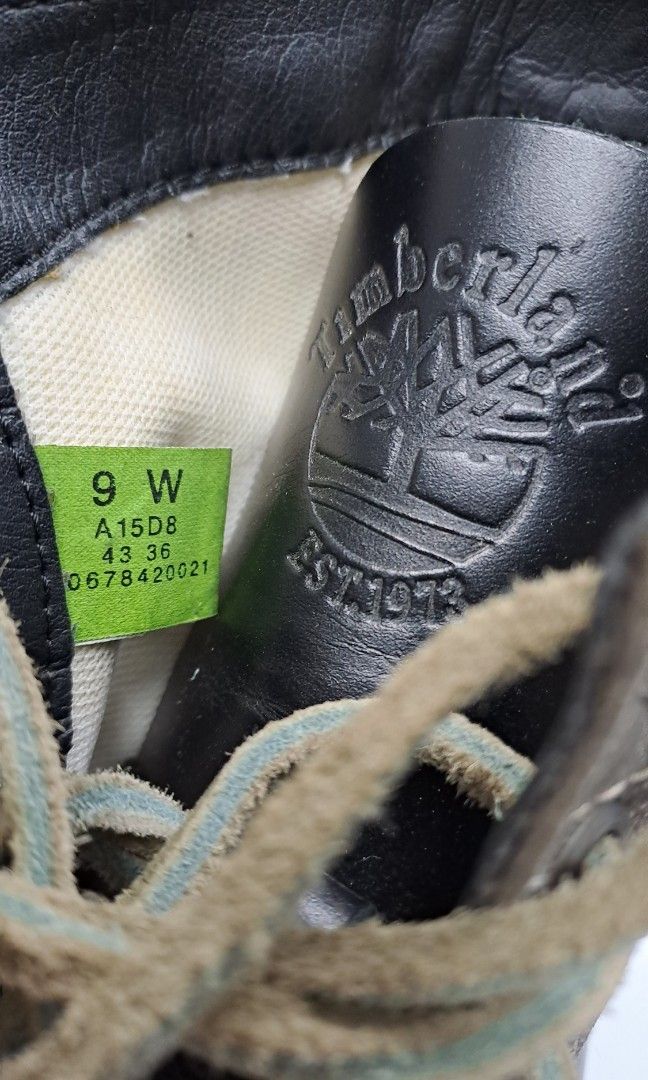 Timberland
EST.1973
9 W
A15D8
43 36
0678420021